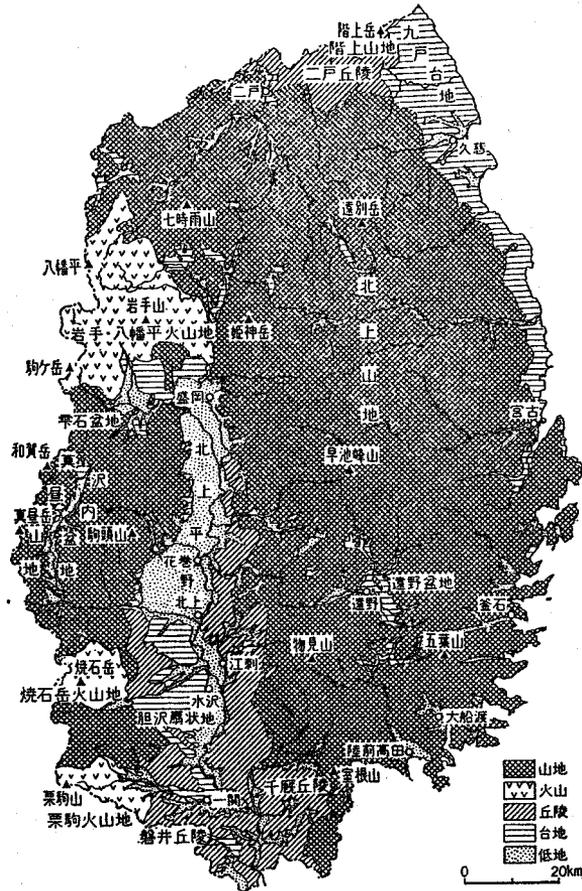 階上岳
階上山地
九戸台地
二戸丘陵
二戸
久慈
七時雨山
遠別岳
八幡平
岩手山
岩手 八幡平火山地
姫神岳
北上山地
駒ケ岳
盛岡
雫石盆地
宮古
和賀岳
早池峰山
北上平野
真昼山地
沢内盆地
真昼岳
駒頭山
花巻
北上
遠野盆地
遠野
釜石
江刺
物見山
五葉山
焼石岳
焼石岳火山地
水沢
胆沢扇状地
大船渡
陸前高田
室根山
千厩丘陵
一関
栗駒山
栗駒火山地
磐井丘陵
山地
火山
丘陵
台地
低地
0 20km